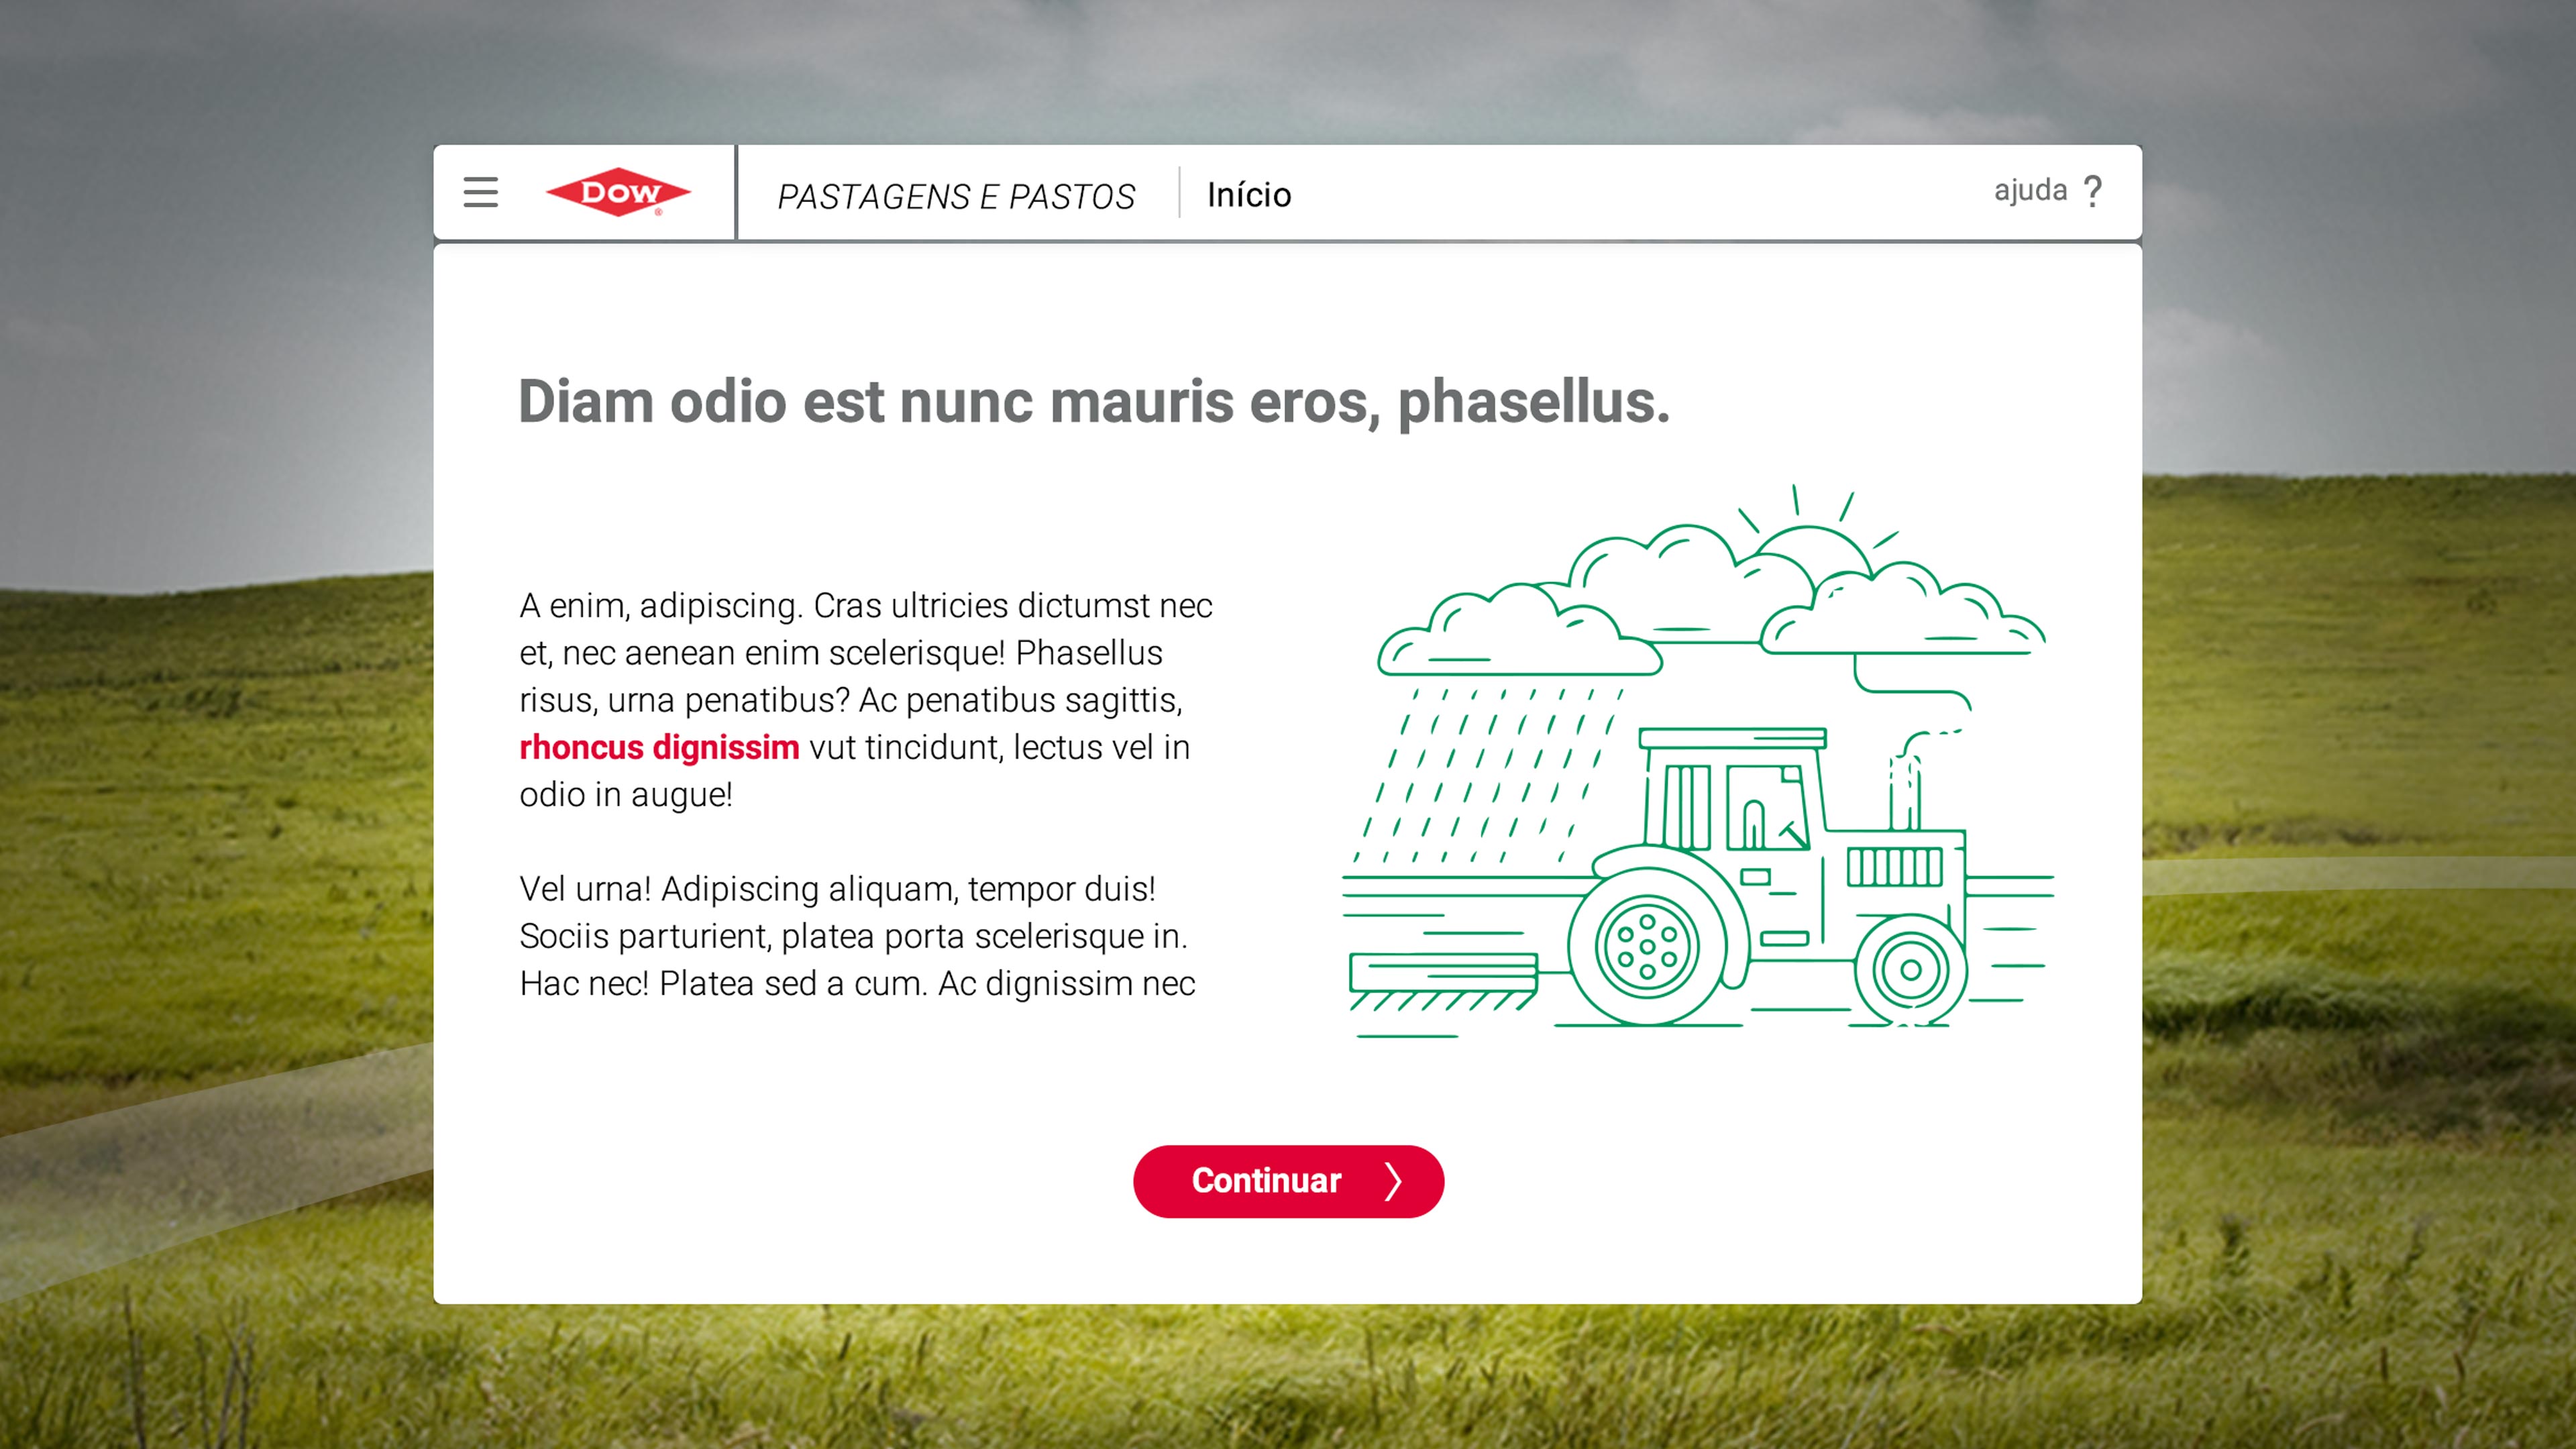 DOW
PASTAGENS E PASTOS
Início
ajuda ?
Diam odio est nunc mauris eros, phasellus.
A enim, adipiscing. Cras ultricies dictumst nec
et, nec aenean enim scelerisque! Phasellus
risus, urna penatibus? Ac penatibus sagittis,
rhoncus dignissim vut tincidunt, lectus vel in
odio in augue!
Vel urna! Adipiscing aliquam, tempor duis!
Sociis parturient, platea porta scelerisque in.
Hac nec! Platea sed a cum. Ac dignissim nec
Continuar